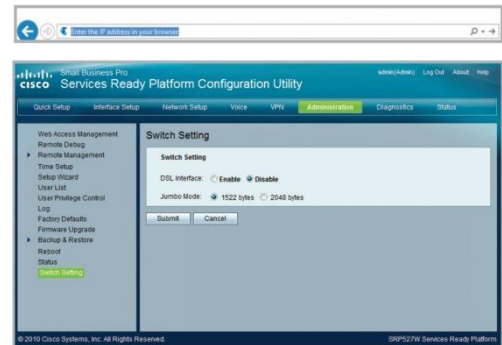 Enter the IP address in your browser
Small Business Pro
cisco Services Ready Platform Configuration Utility
admin(Admin) Log Out About Help
Quick Setup Interface Setup Network Setup Voice VPN Administration Diagnostics Status
Web Access Management
Remote Debug
Remote Management
Time Setup
Setup Wizard
User List
User Privilege Control
Log
Factory Defaults
Firmware Upgrade
Backup & Restore
Reboot
Status
Switch Setting
Switch Setting
Switch Setting
DSL Interface: Enable Disable
Jumbo Mode: 1522 bytes 2048 bytes
Submit Cancel
© 2010 Cisco Systems, Inc. All Rights Reserved.
SRP527W Services Ready Platform